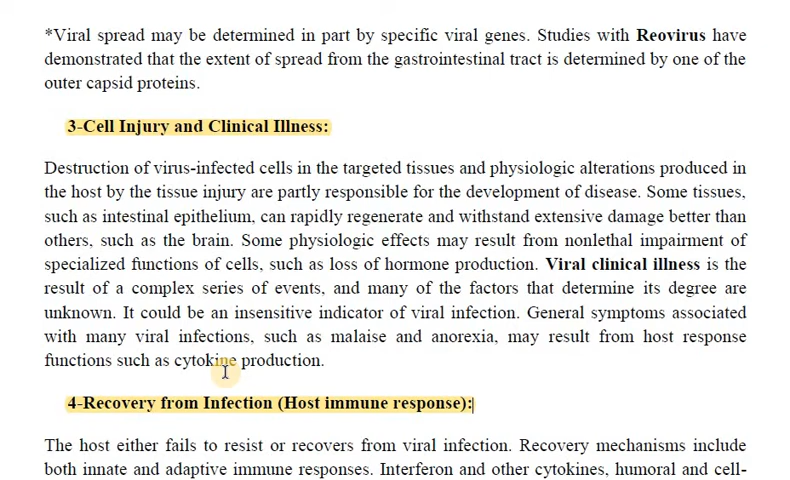 *Viral spread may be determined in part by specific viral genes. Studies with Reovirus have
demonstrated that the extent of spread from the gastrointestinal tract is determined by one of the
outer capsid proteins.
3-Cell Injury and Clinical Illness:
Destruction of virus-infected cells in the targeted tissues and physiologic alterations produced in
the host by the tissue injury are partly responsible for the development of disease. Some tissues,
such as intestinal epithelium, can rapidly regenerate and withstand extensive damage better than
others, such as the brain. Some physiologic effects may result from nonlethal impairment of
specialized functions of cells, such as loss of hormone production. Viral clinical illness is the
result of a complex series of events, and many of the factors that determine its degree are
unknown. It could be an insensitive indicator of viral infection. General symptoms associated
with many viral infections, such as malaise and anorexia, may result from host response
functions such as cytokine production.
4-Recovery from Infection (Host immune response):
The host either fails to resist or recovers from viral infection. Recovery mechanisms include
both innate and adaptive immune responses. Interferon and other cytokines, humoral and cell-